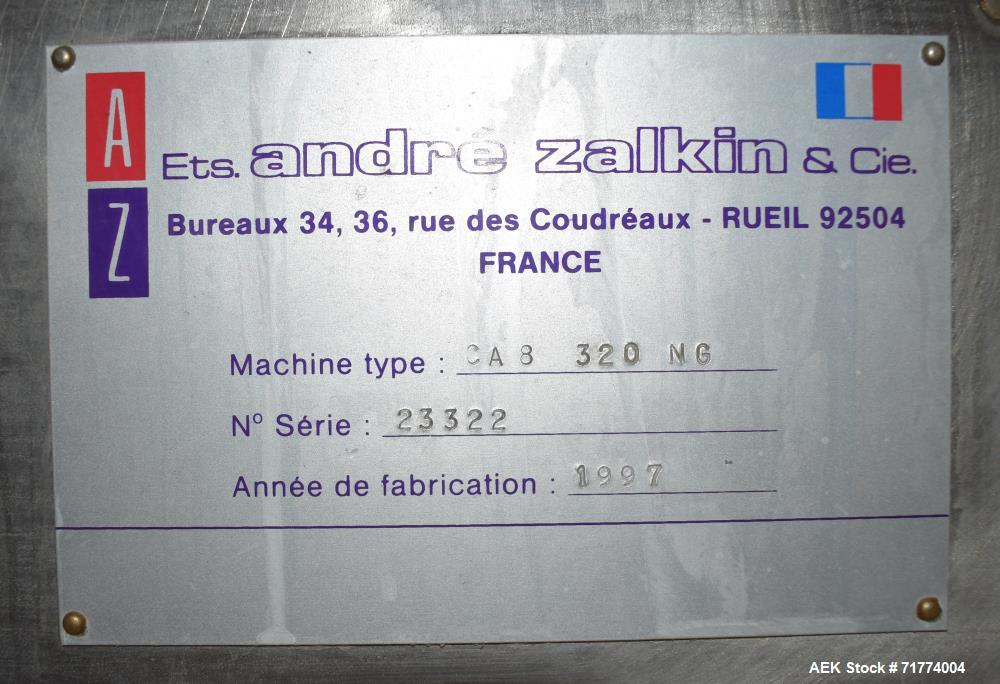 A
Z
Ets. andré zalkin & Cie.
Bureaux 34, 36, rue des Coudréaux - RUEIL 92504
FRANCE
Machine type : CA8 320 NG
N° Série : 23322
Année de fabrication : 1997
AEK Stock # 71774004